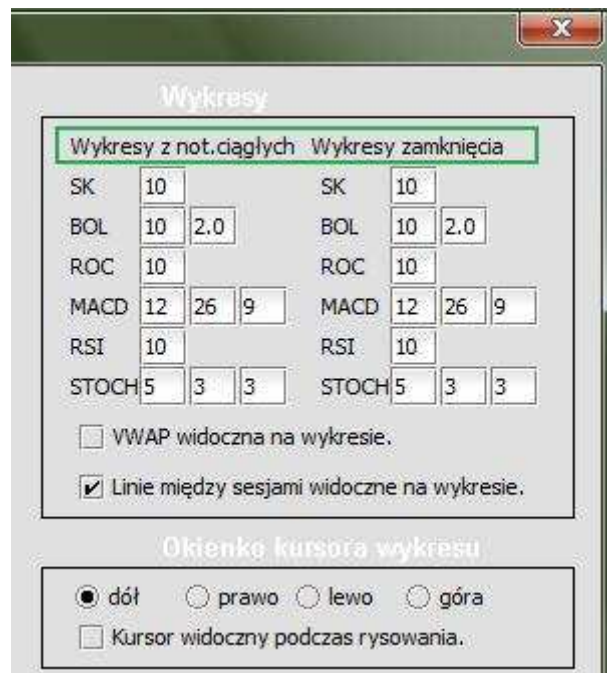 Wykresy
Wykresy z not.ciągłych Wykresy zamknięcia
SK 10 SK 10
BOL 10 2.0 BOL 10 2.0
ROC 10 ROC 10
MACD 12 26 9 MACD 12 26 9
RSI 10 RSI 10
STOCH 5 3 3 STOCH 5 3 3
VWAP widoczna na wykresie.
Linie między sesjami widoczne na wykresie.
Okienko kursora wykresu
dół prawo lewo góra
Kursor widoczny podczas rysowania.